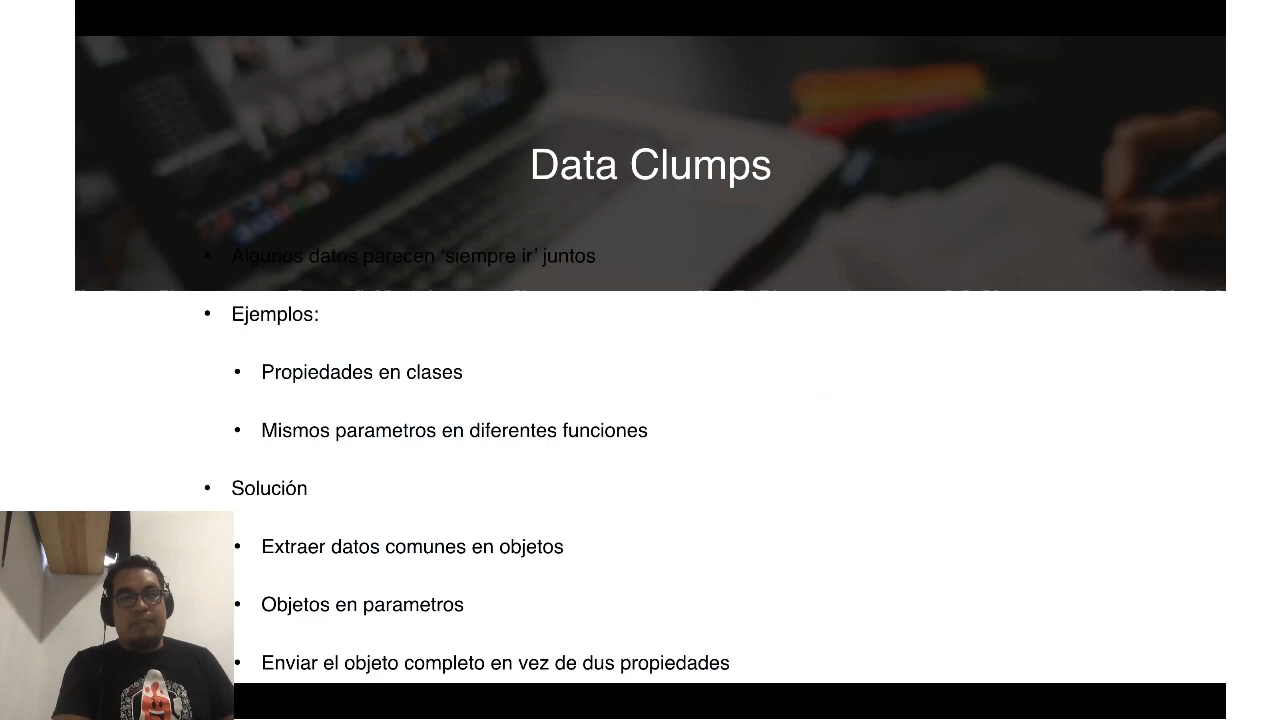 Data Clumps
• Algunos datos parecen ‘siempre ir’ juntos
• Ejemplos:
• Propiedades en clases
• Mismos parametros en diferentes funciones
• Solución
• Extraer datos comunes en objetos
• Objetos en parametros
• Enviar el objeto completo en vez de dus propiedades